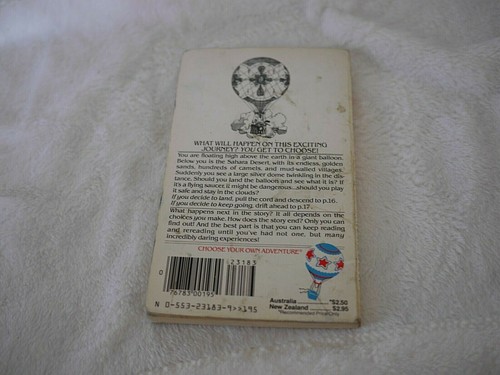 WHAT WILL HAPPEN ON THIS EXCITING
JOURNEY? YOU GET TO CHOOSE!
You are floating high above the earth in a giant balloon.
Below you is the Sahara Desert, with its endless, golden
sands, hundreds of camels, and mud-walled villages.
Suddenly you see a large silver dome twinkling in the dis-
tance. Should you land the balloon and see what it is? If
it's a flying saucer, it might be dangerous...should you play
it safe and stay in the clouds?
If you decide to land, pull the cord and descend to p.16.
If you decide to keep going, drift ahead to p.17.
What happens next in the story? It all depends on the
choices you make. How does the story end? Only you can
find out! And the best part is that you can keep reading
and rereading until you've had not one, but many
incredibly daring experiences!
CHOOSE YOUR OWN ADVENTURE™
23183
0
76783 00195
N 0-553-23183-9>>195
Australia *$2.50
New Zealand $2.95
*Recommended Price Only